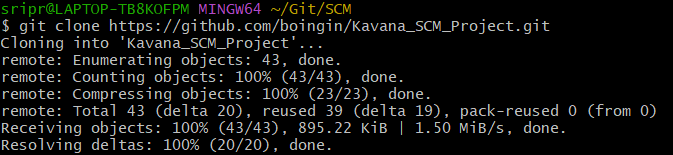 sripr@LAPTOP-TB8KOFPM MINGW64 ~/Git/SCM
$ git clone https://github.com/boingin/Kavana_SCM_Project.git
Cloning into 'Kavana_SCM_Project'...
remote: Enumerating objects: 43, done.
remote: Counting objects: 100% (43/43), done.
remote: Compressing objects: 100% (23/23), done.
remote: Total 43 (delta 20), reused 39 (delta 19), pack-reused 0 (from 0)
Receiving objects: 100% (43/43), 895.22 KiB | 1.50 MiB/s, done.
Resolving deltas: 100% (20/20), done.